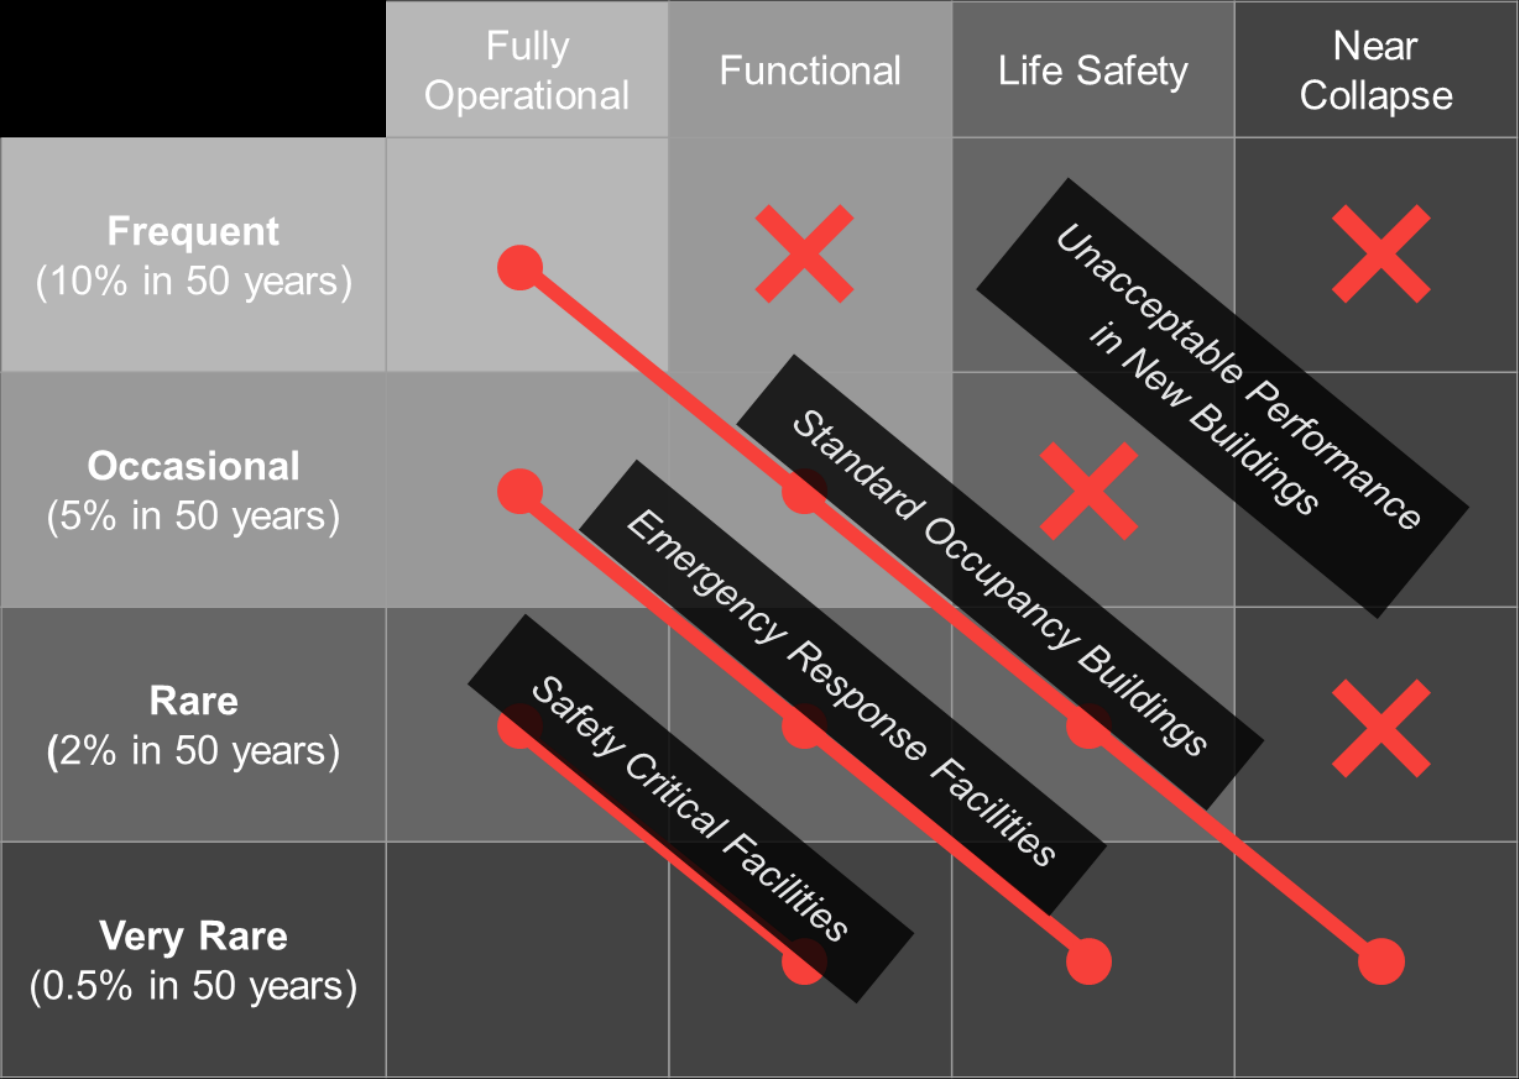 Fully
Operational
Functional
Life Safety
Near
Collapse
Frequent
(10% in 50 years)
Unacceptable Performance
in New Buildings
Occasional
(5% in 50 years)
Standard Occupancy Buildings
Emergency Response Facilities
Rare
(2% in 50 years)
Safety Critical Facilities
Very Rare
(0.5% in 50 years)